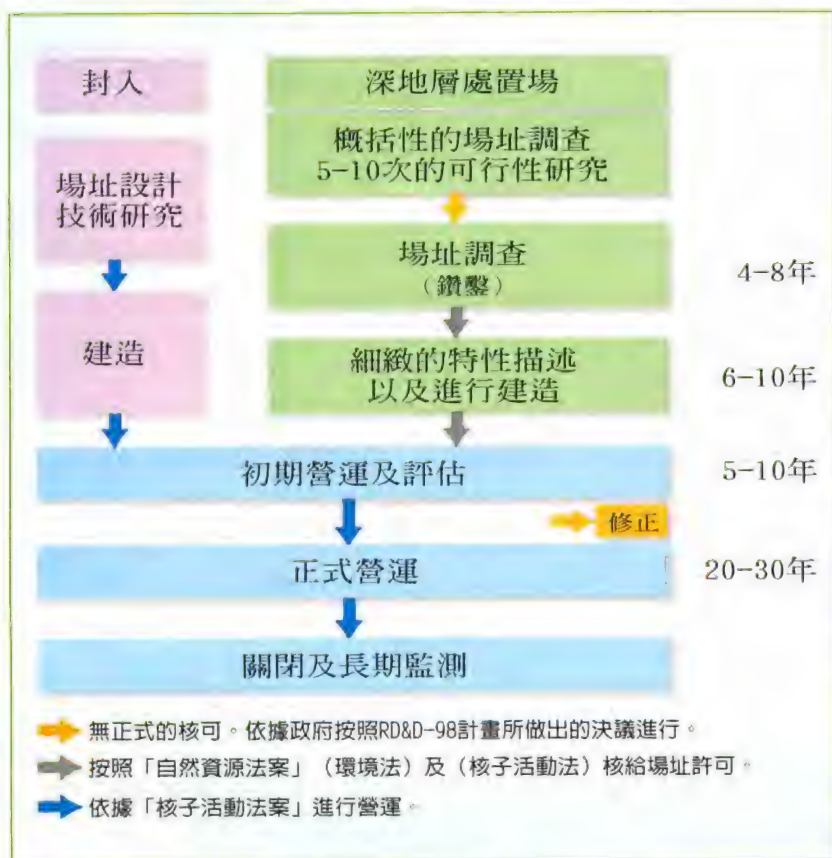 封入
深地層處置場
概括性的場址調查
5-10次的可行性研究
場址設計
技術研究
場址調查
(鑽鑿)
4-8年
建造
細緻的特性描述
以及進行建造
6-10年
初期營運及評估
5-10年
修正
正式營運
20-30年
關閉及長期監測
無正式的核可。依據政府按照RD&D-98計畫所做出的決議進行。
按照「自然資源法案」(環境法)及(核子活動法)核給場址許可。
依據「核子活動法案」進行營運。